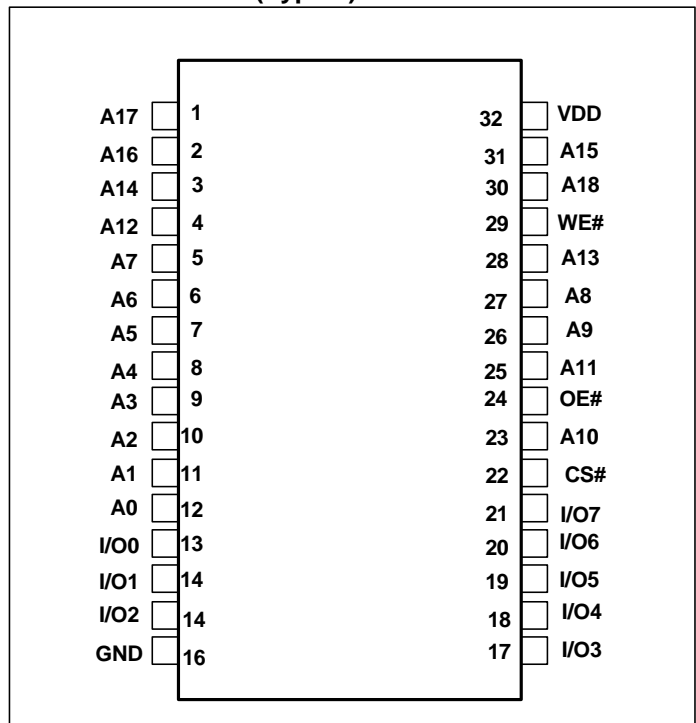 A17 1 32 VDD
A16 2 31 A15
A14 3 30 A18
A12 4 29 WE#
A7 5 28 A13
A6 6 27 A8
A5 7 26 A9
A4 8 25 A11
A3 9 24 OE#
A2 10 23 A10
A1 11 22 CS#
A0 12 21 I/O7
I/O0 13 20 I/O6
I/O1 14 19 I/O5
I/O2 14 18 I/O4
GND 16 17 I/O3